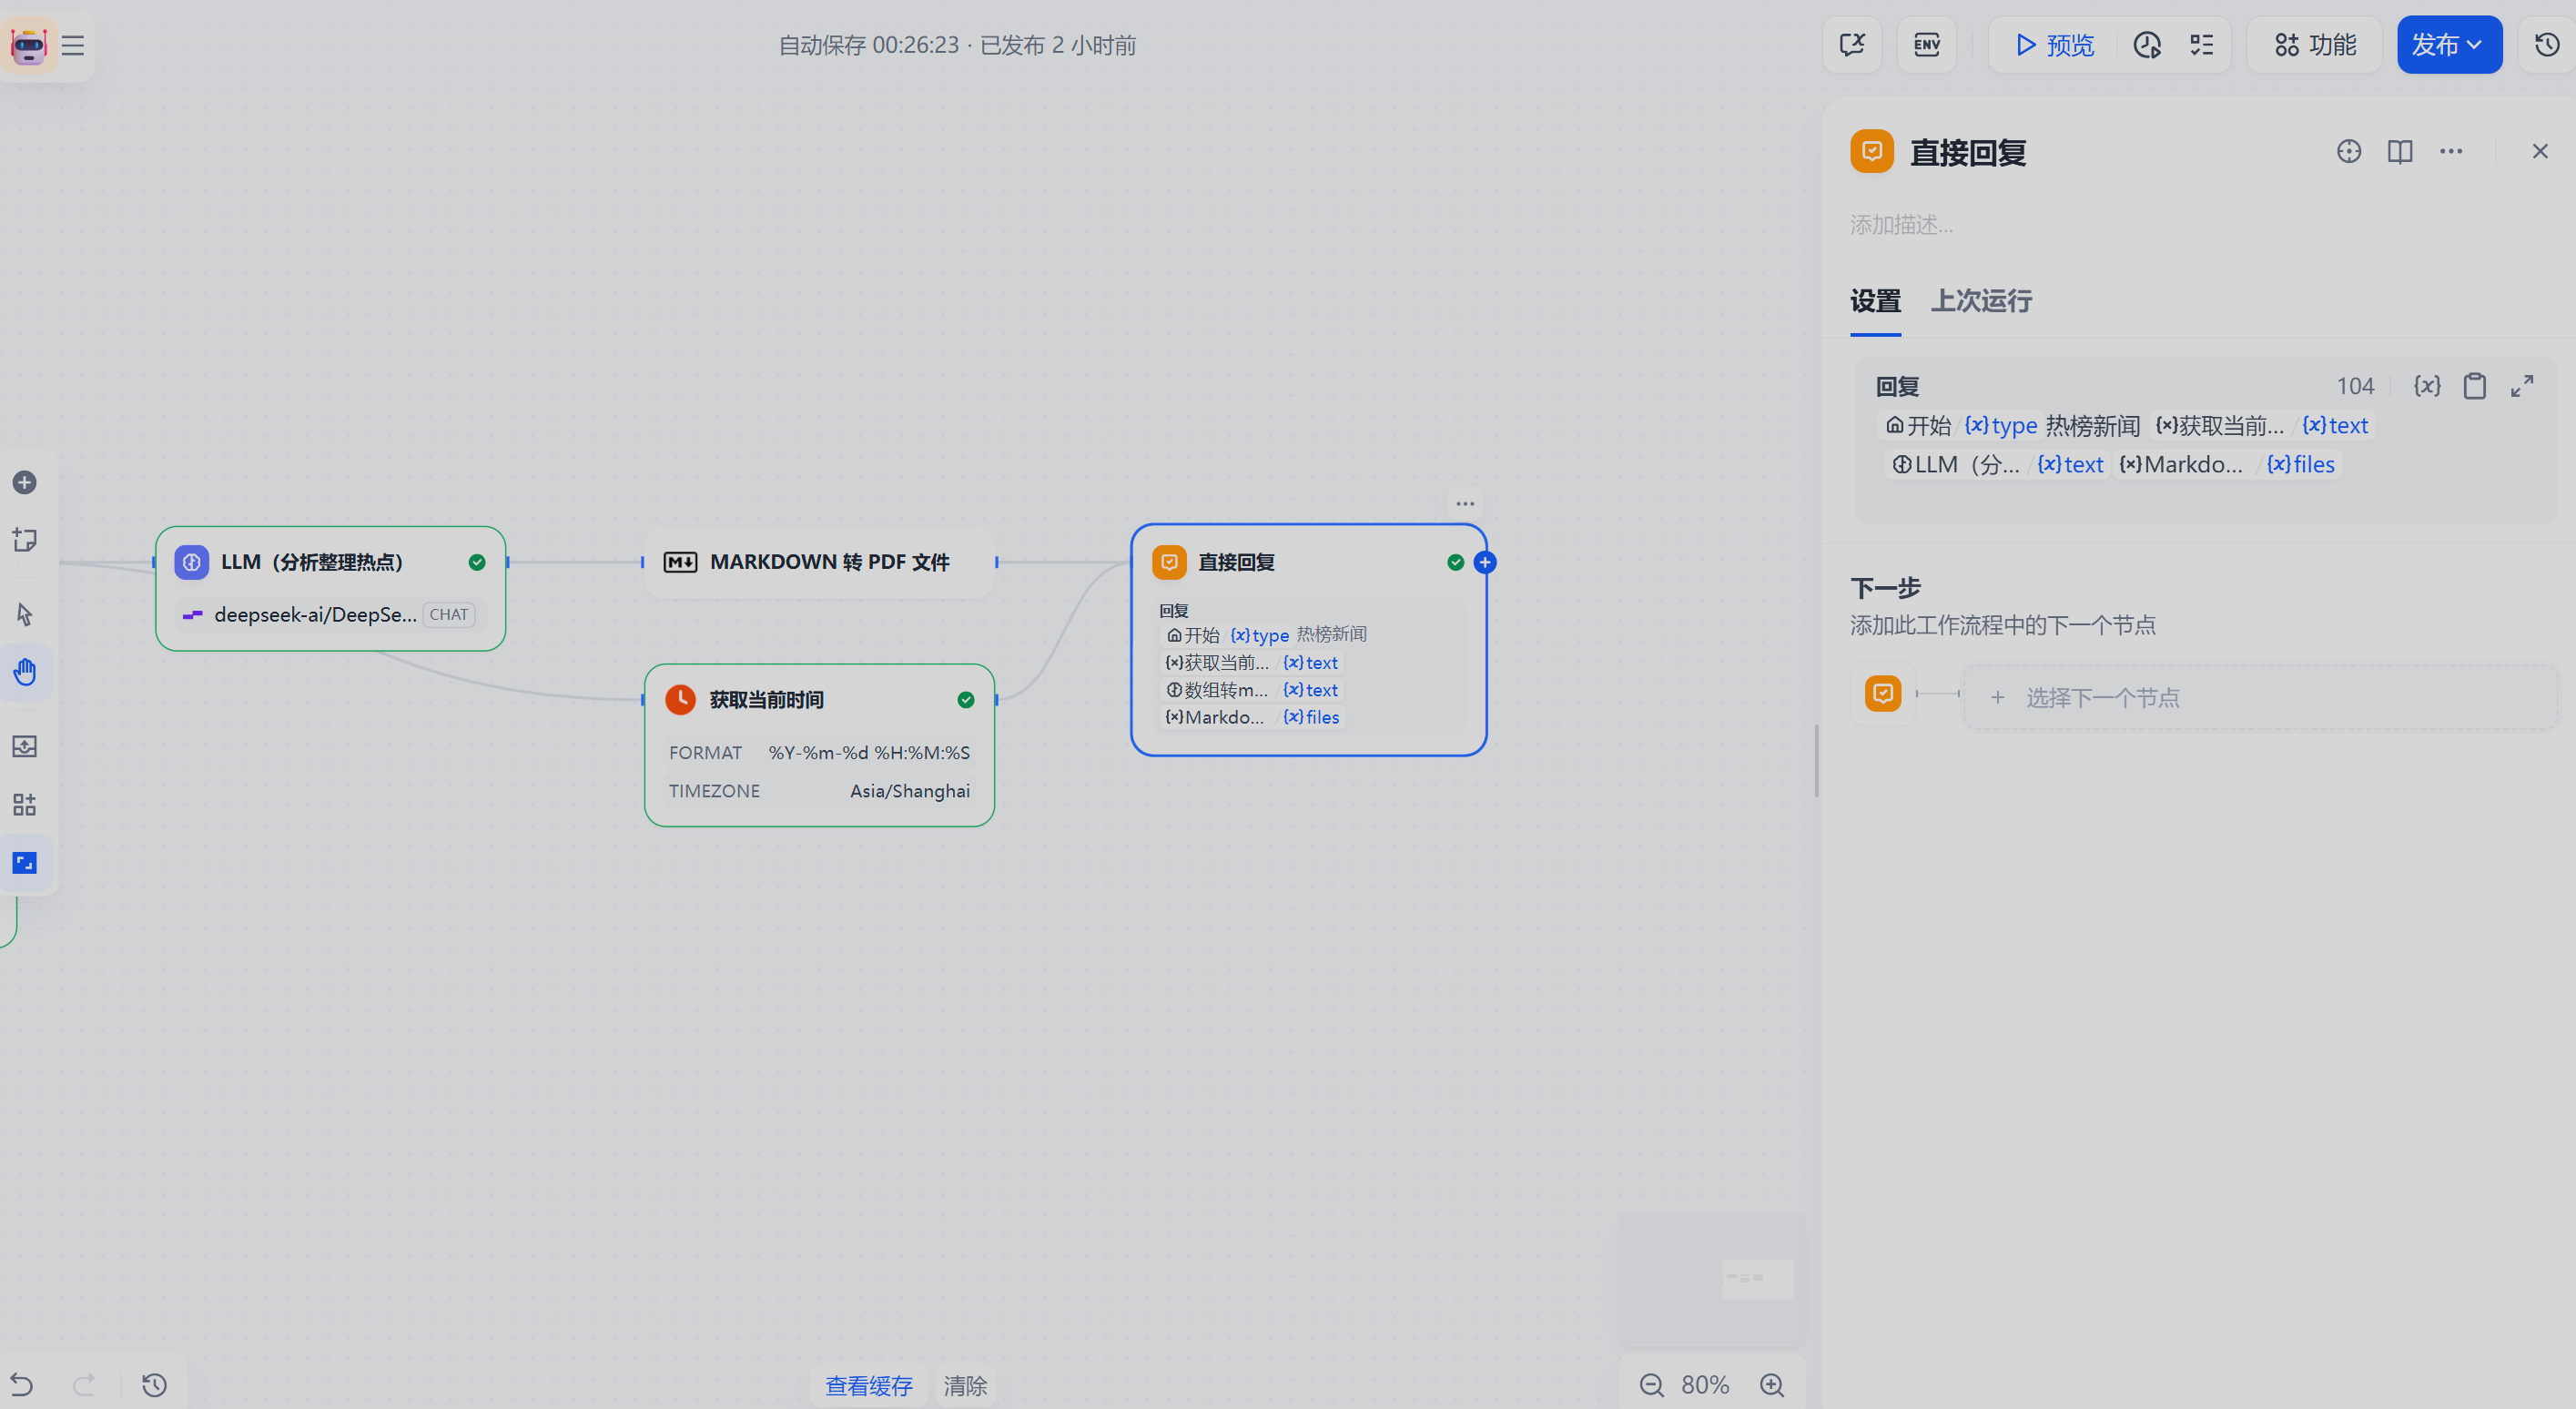 自动保存 00:26:23 · 已发布 2 小时前
ENV
预览
功能
发布
直接回复
添加描述...
设置
上次运行
回复
104
{x}
开始/{x}type 热榜新闻 {x}获取当前.../{x}text
LLM（分.../{x}text {x}Markdo.../{x}files
下一步
添加此工作流程中的下一个节点
+ 选择下一个节点
LLM（分析整理热点）
deepseek-ai/DeepSe...
CHAT
M
MARKDOWN 转 PDF 文件
获取当前时间
FORMAT %Y-%m-%d %H:%M:%S
TIMEZONE Asia/Shanghai
直接回复
回复
开始/{x}type 热榜新闻
{x}获取当前.../{x}text
数组转m.../{x}text
{x}Markdo.../{x}files
查看缓存
清除
80%